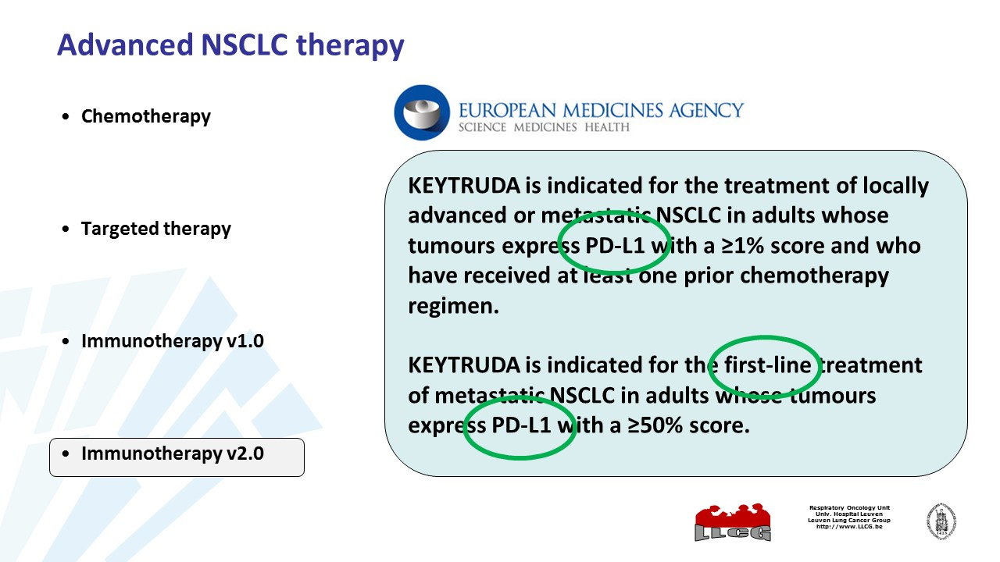 Advanced NSCLC therapy
• Chemotherapy
• Targeted therapy
• Immunotherapy v1.0
• Immunotherapy v2.0
EUROPEAN MEDICINES AGENCY
SCIENCE MEDICINES HEALTH
KEYTRUDA is indicated for the treatment of locally
advanced or metastatic NSCLC in adults whose
tumours express PD-L1 with a ≥1% score and who
have received at least one prior chemotherapy
regimen.
KEYTRUDA is indicated for the first-line treatment
of metastatic NSCLC in adults whose tumours
express PD-L1 with a ≥50% score.
LLCG
Respiratory Oncology Unit
Univ. Hospital Leuven
Leuven Lung Cancer Group
http://www.LLCG.be